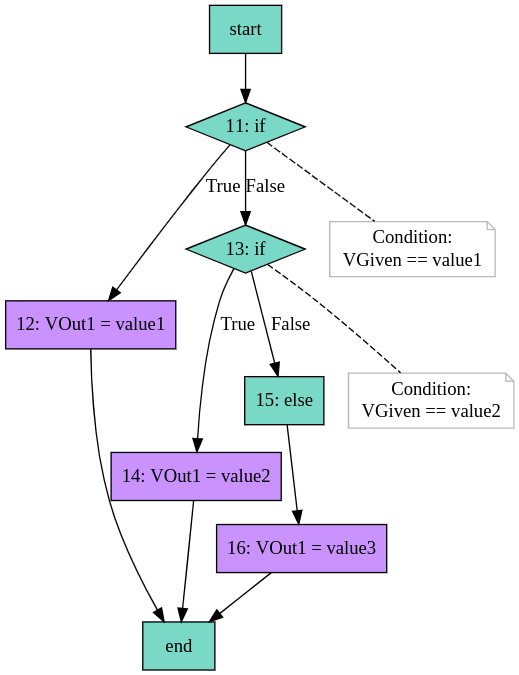 start
11: if
True
False
Condition:
VGiven == value1
13: if
12: VOut1 = value1
True
False
Condition:
VGiven == value2
15: else
14: VOut1 = value2
16: VOut1 = value3
end